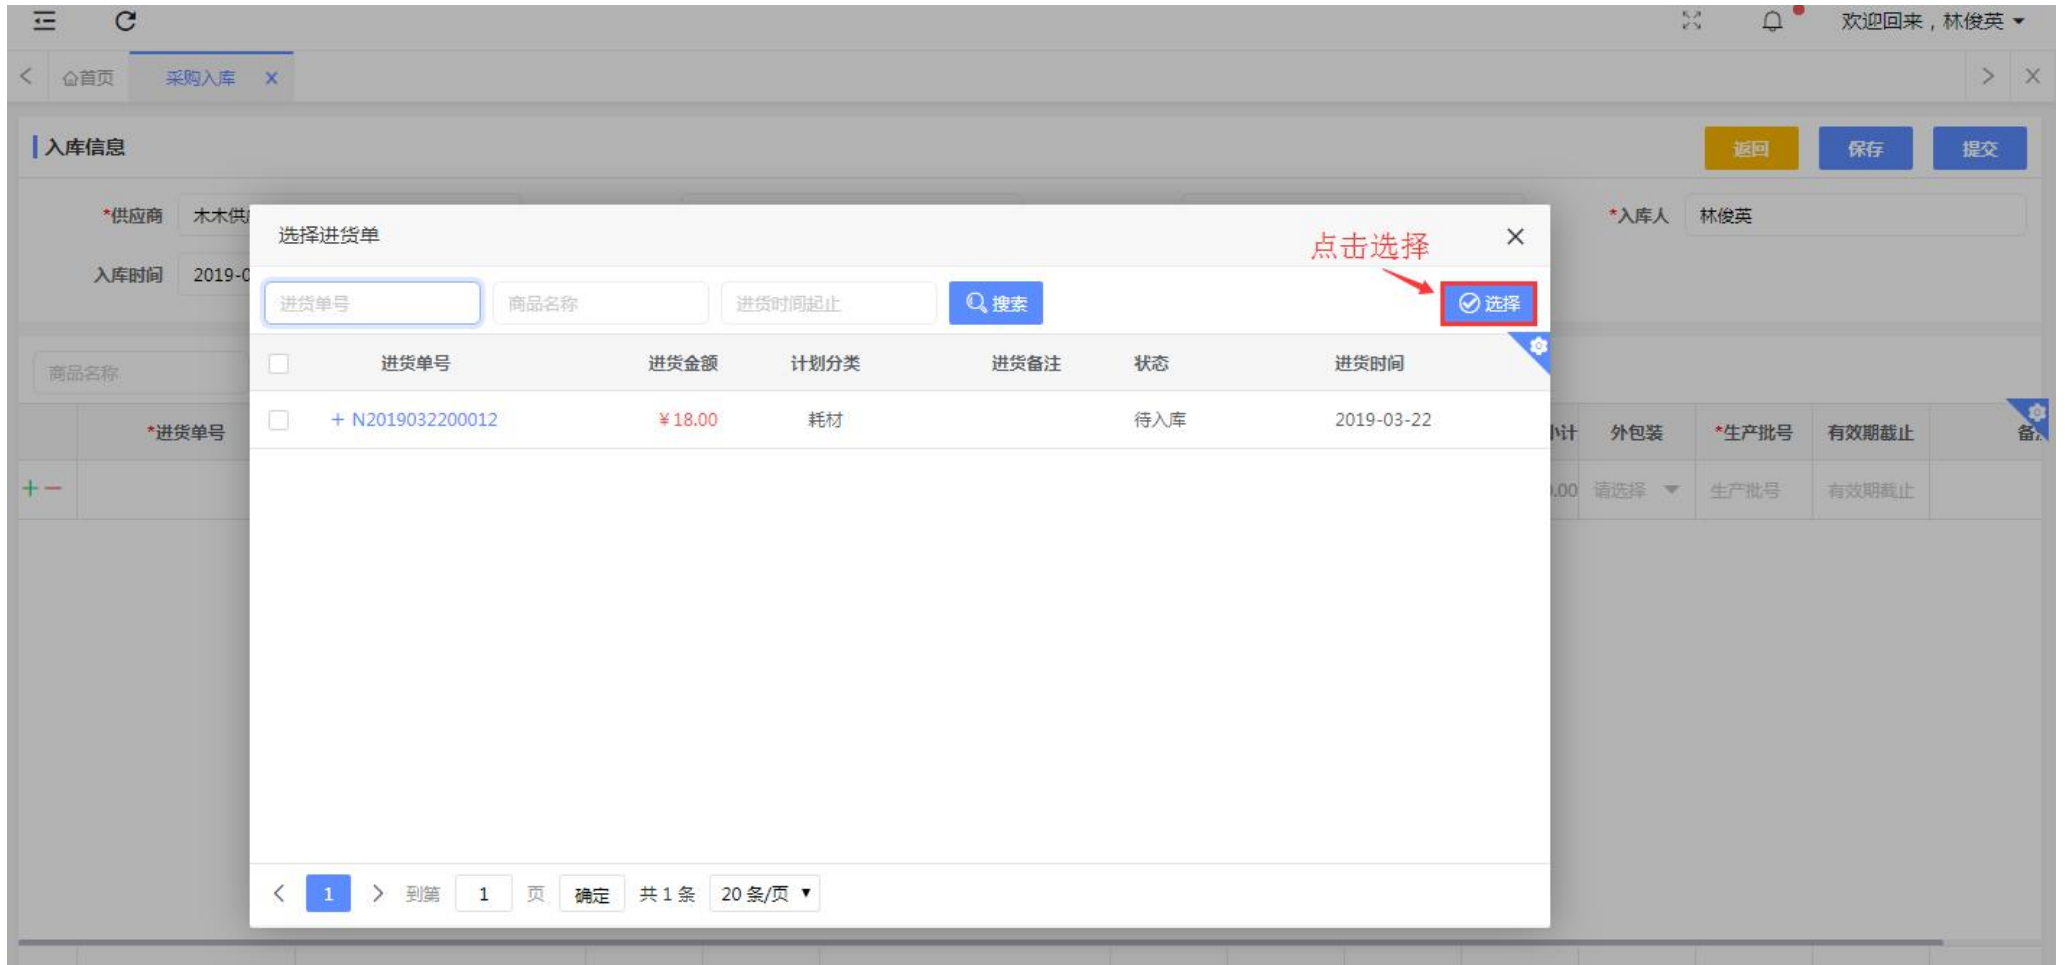 欢迎回来，林俊英
首页 采购入库
入库信息 返回 保存 提交
*供应商 木木供 *入库人 林俊英
入库时间 2019-0
选择进货单
点击选择
进货单号 商品名称 进货时间起止 搜索 选择
进货单号 进货金额 计划分类 进货备注 状态 进货时间
+ N2019032200012 ￥18.00 耗材 待入库 2019-03-22
商品名称
*进货单号 小计 外包装 *生产批号 有效期截止 备
.00 请选择 生产批号 有效期截止
1 到第 1 页 确定 共 1 条 20 条/页